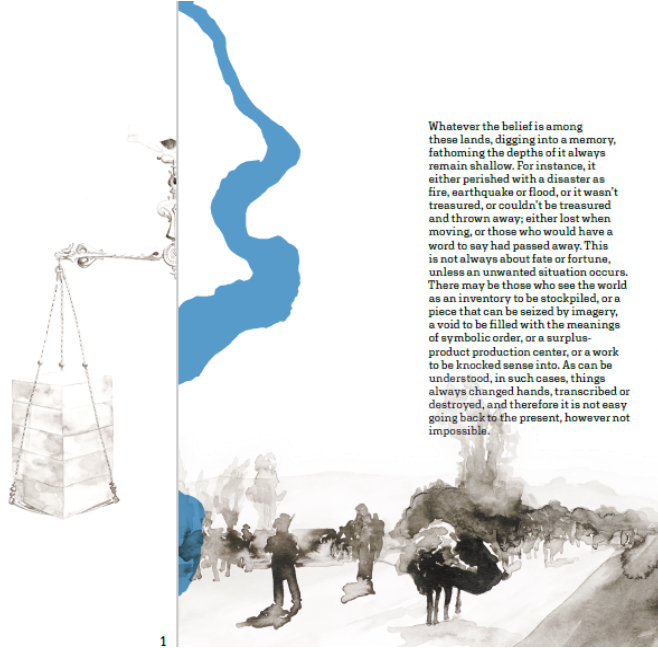 Whatever the belief is among
these lands, digging into a memory,
fathoming the depths of it always
remain shallow. For instance, it
either perished with a disaster as
fire, earthquake or flood, or it wasn't
treasured, or couldn't be treasured
and thrown away; either lost when
moving, or those who would have a
word to say had passed away. This
is not always about fate or fortune,
unless an unwanted situation occurs.
There may be those who see the world
as an inventory to be stockpiled, or a
piece that can be seized by imagery,
a void to be filled with the meanings
of symbolic order, or a surplus-
product production center, or a work
to be knocked sense into. As can be
understood, in such cases, things
always changed hands, transcribed or
destroyed, and therefore it is not easy
going back to the present, however not
impossible.
1